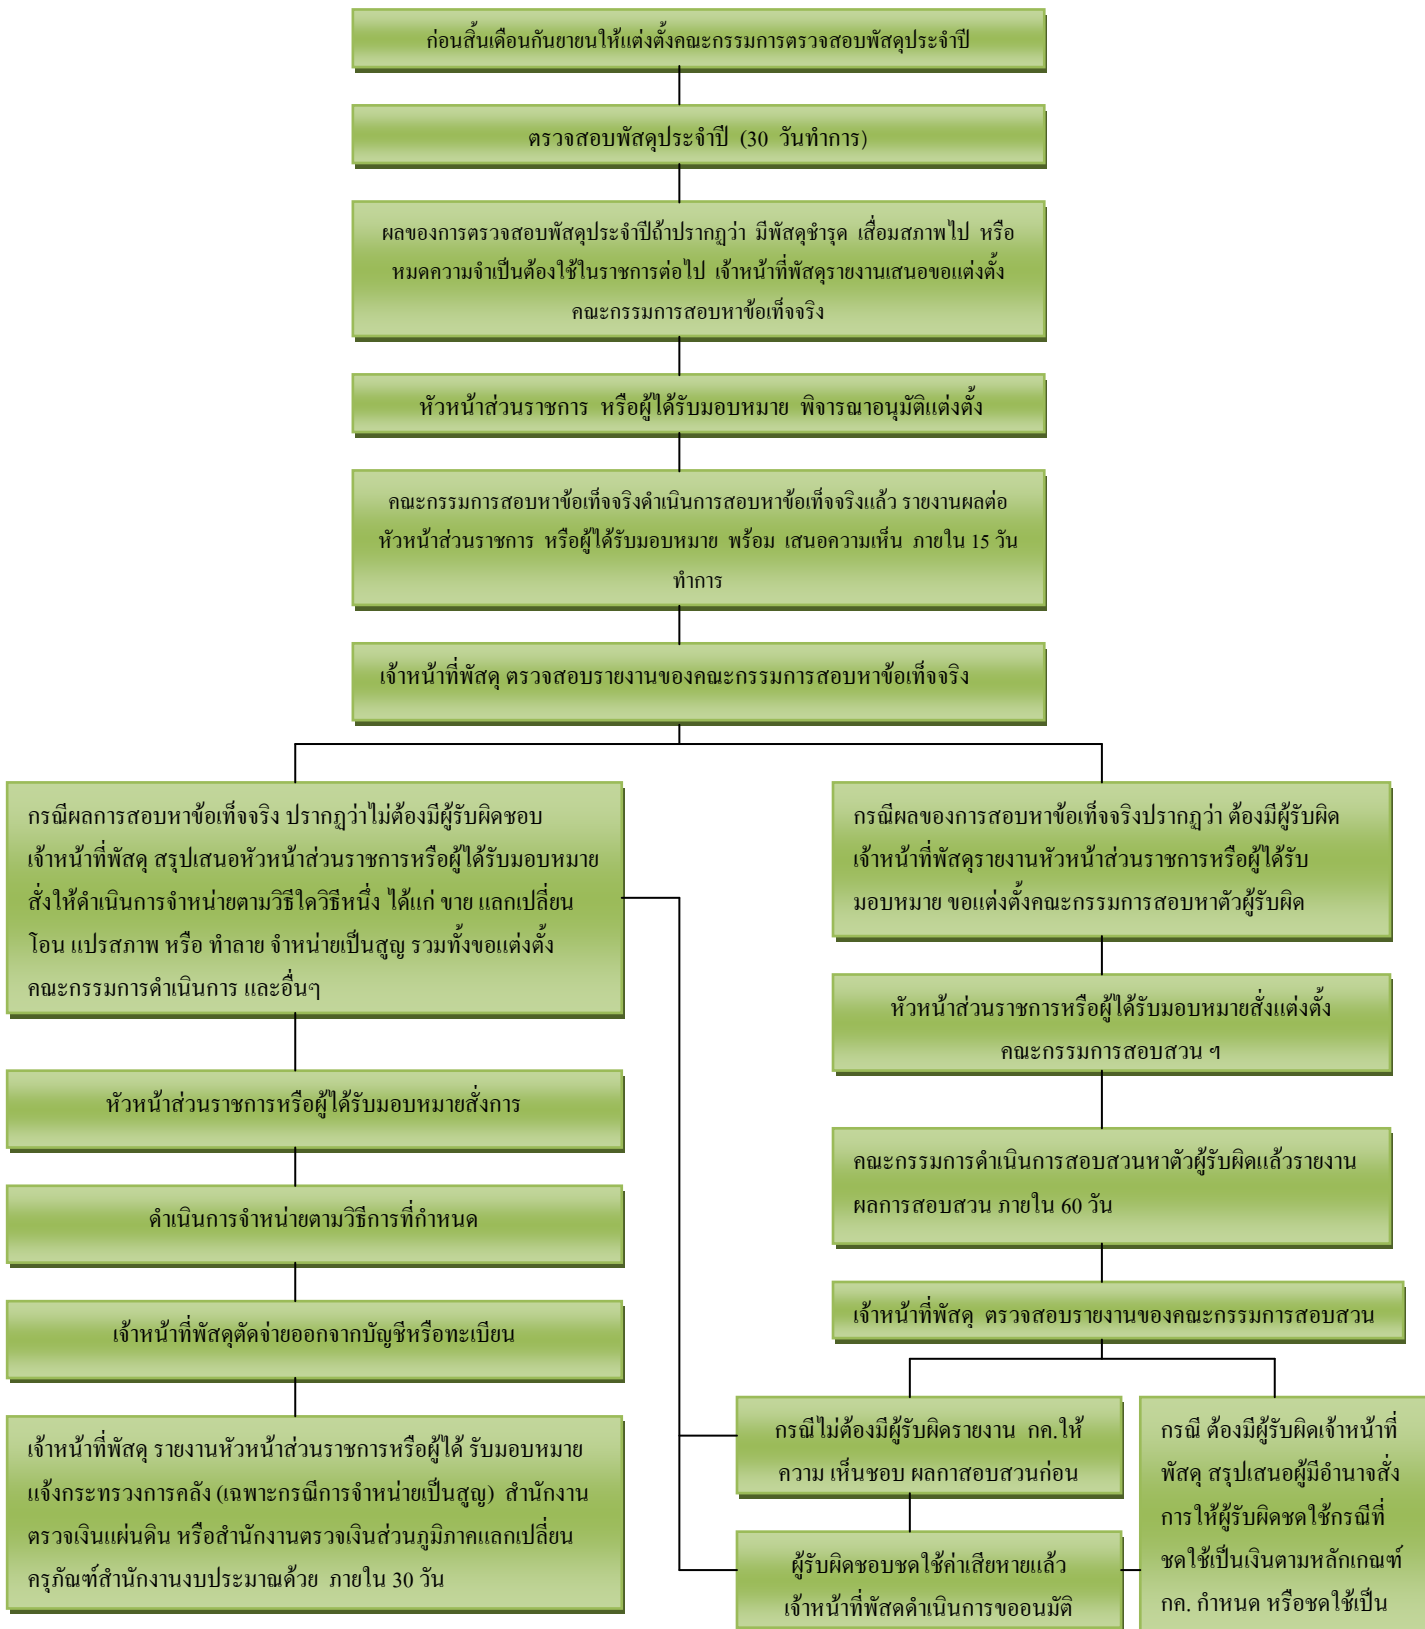 ก่อนสิ้นเดือนกันยายนให้แต่งตั้งคณะกรรมการตรวจสอบพัสดุประจำปี
ตรวจสอบพัสดุประจำปี (30 วันทำการ)
ผลของการตรวจสอบพัสดุประจำปีถ้าปรากฏว่า มีพัสดุชำรุด เสื่อมสภาพไป หรือ
หมดความจำเป็นต้องใช้ในราชการต่อไป เจ้าหน้าที่พัสดุรายงานเสนอขอแต่งตั้ง
คณะกรรมการสอบหาข้อเท็จจริง
หัวหน้าส่วนราชการ หรือผู้ได้รับมอบหมาย พิจารณาอนุมัติแต่งตั้ง
คณะกรรมการสอบหาข้อเท็จจริงดำเนินการสอบหาข้อเท็จจริงแล้ว รายงานผลต่อ
หัวหน้าส่วนราชการ หรือผู้ได้รับมอบหมาย พร้อม เสนอความเห็น ภายใน 15 วัน
ทำการ
เจ้าหน้าที่พัสดุ ตรวจสอบรายงานของคณะกรรมการสอบหาข้อเท็จจริง
กรณีผลการสอบหาข้อเท็จจริง ปรากฏว่าไม่ต้องมีผู้รับผิดชอบ
เจ้าหน้าที่พัสดุ สรุปเสนอหัวหน้าส่วนราชการหรือผู้ได้รับมอบหมาย
สั่งให้ดำเนินการจำหน่ายตามวิธีใดวิธีหนึ่ง ได้แก่ ขาย แลกเปลี่ยน
โอน แปรสภาพ หรือ ทำลาย จำหน่ายเป็นสูญ รวมทั้งขอแต่งตั้ง
คณะกรรมการดำเนินการ และอื่นๆ
หัวหน้าส่วนราชการหรือผู้ได้รับมอบหมายสั่งการ
ดำเนินการจำหน่ายตามวิธีการที่กำหนด
เจ้าหน้าที่พัสดุตัดจ่ายออกจากบัญชีหรือทะเบียน
เจ้าหน้าที่พัสดุ รายงานหัวหน้าส่วนราชการหรือผู้ได้ รับมอบหมาย
แจ้งกระทรวงการคลัง (เฉพาะกรณีการจำหน่ายเป็นสูญ) สำนักงาน
ตรวจเงินแผ่นดิน หรือสำนักงานตรวจเงินส่วนภูมิภาคแลกเปลี่ยน
ครุภัณฑ์สำนักงานงบประมาณด้วย ภายใน 30 วัน
กรณีผลของการสอบหาข้อเท็จจริงปรากฏว่า ต้องมีผู้รับผิด
เจ้าหน้าที่พัสดุรายงานหัวหน้าส่วนราชการหรือผู้ได้รับ
มอบหมาย ขอแต่งตั้งคณะกรรมการสอบหาตัวผู้รับผิด
หัวหน้าส่วนราชการหรือผู้ได้รับมอบหมายสั่งแต่งตั้ง
คณะกรรมการสอบสวน ฯ
คณะกรรมการดำเนินการสอบสวนหาตัวผู้รับผิดแล้วรายงาน
ผลการสอบสวน ภายใน 60 วัน
เจ้าหน้าที่พัสดุ ตรวจสอบรายงานของคณะกรรมการสอบสวน
กรณีไม่ต้องมีผู้รับผิดรายงาน กค.ให้
ความ เห็นชอบ ผลกาสอบสวนก่อน
ผู้รับผิดชอบชดใช้ค่าเสียหายแล้ว
เจ้าหน้าที่พัสดุดำเนินการขออนุมัติ
กรณี ต้องมีผู้รับผิดเจ้าหน้าที่
พัสดุ สรุปเสนอผู้มีอำนาจสั่ง
การให้ผู้รับผิดชดใช้กรณีที่
ชดใช้เป็นเงินตามหลักเกณฑ์
กค. กำหนด หรือชดใช้เป็น